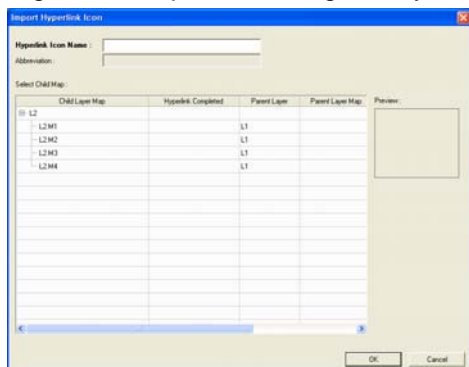 Import Hyperlink Icon
Hyperlink Icon Name :
Abbreviation :
Select Child Map :
Child Layer Map Hyperlink Completed Parent Layer Parent Layer Map Preview :
L2
L2.M1 L1
L2.M2 L1
L2.M3 L1
L2.M4 L1
OK Cancel